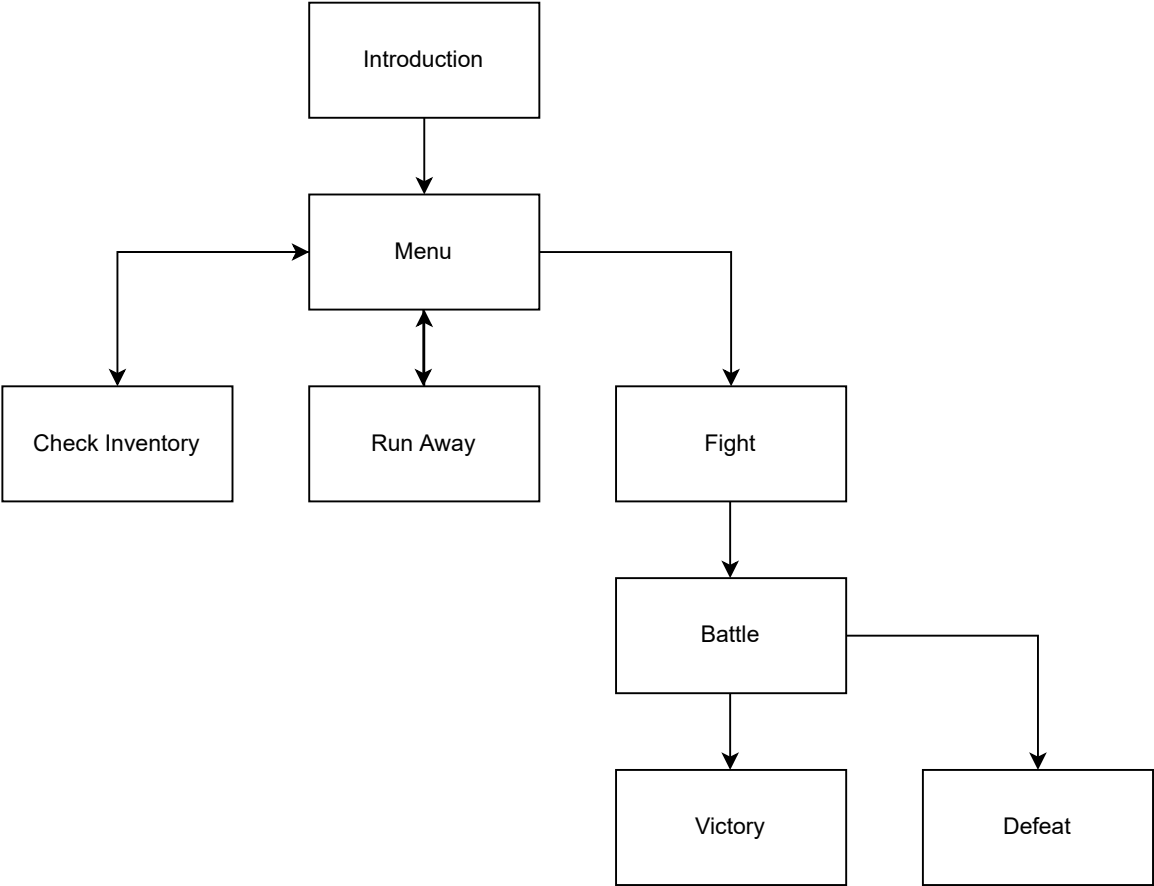 Introduction
Menu
Check Inventory
Run Away
Fight
Battle
Victory
Defeat